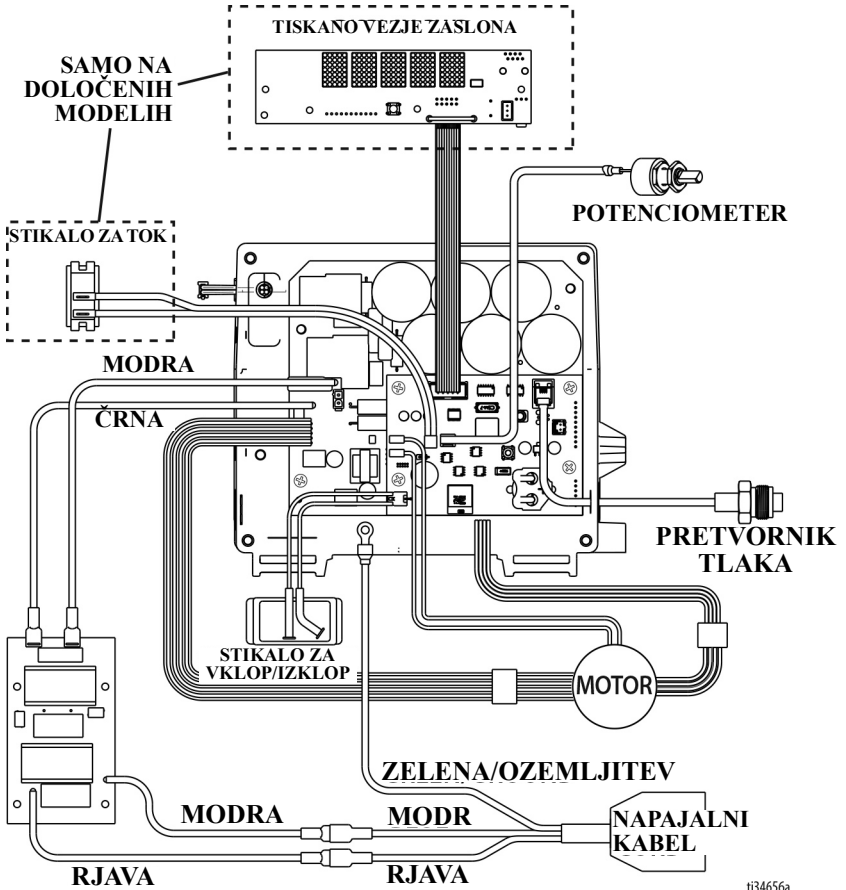 TISKANO VEZJE ZASLONA
SAMO NA
DOLOČENIH
MODELIH
POTENCIOMETER
STIKALO ZA TOK
MODRA
ČRNA
PRETVORNIK
TLAKA
STIKALO ZA
VKLOP/IZKLOP
MOTOR
ZELENA/OZEMLJITEV
MODRA
MODR
NAPAJALNI
KABEL
RJAVA
RJAVA
ti34656a